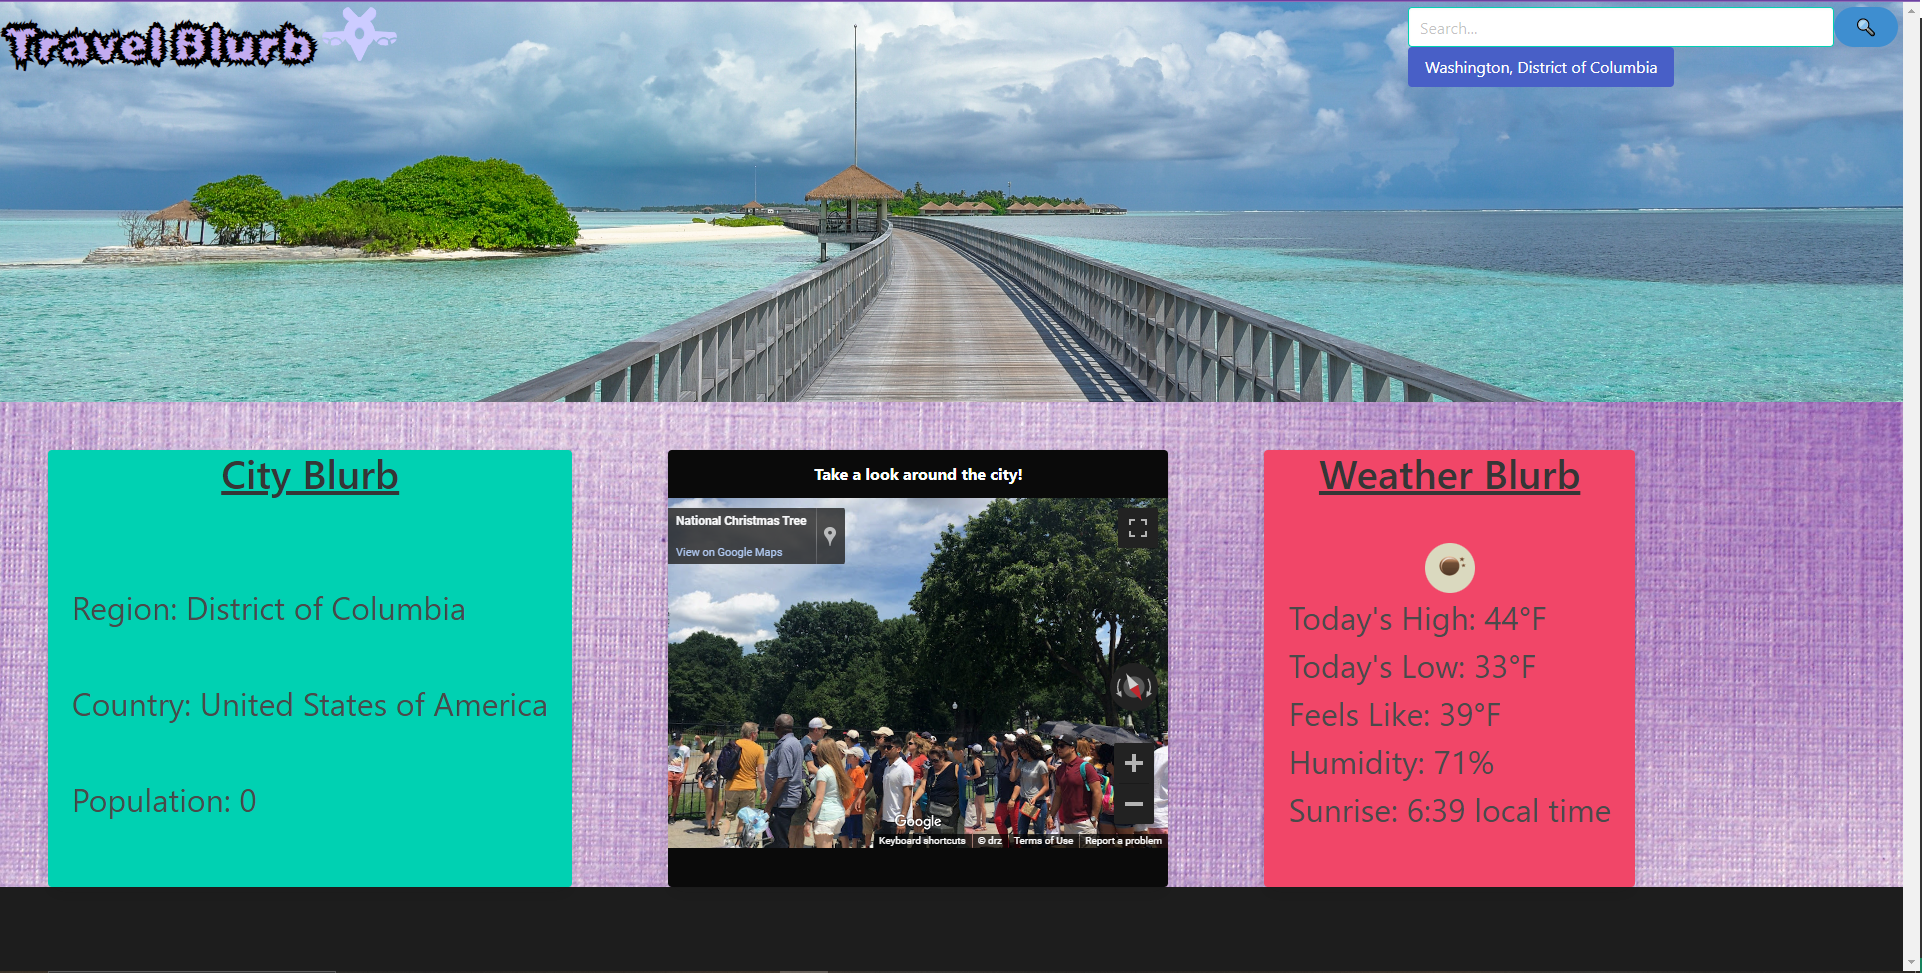 Travel Blurb
Search...
Washington, District of Columbia
City Blurb
Region: District of Columbia
Country: United States of America
Population: 0
Take a look around the city!
National Christmas Tree
View on Google Maps
Google
Keyboard shortcuts
© drz
Terms of Use
Report a problem
Weather Blurb
Today's High: 44°F
Today's Low: 33°F
Feels Like: 39°F
Humidity: 71%
Sunrise: 6:39 local time